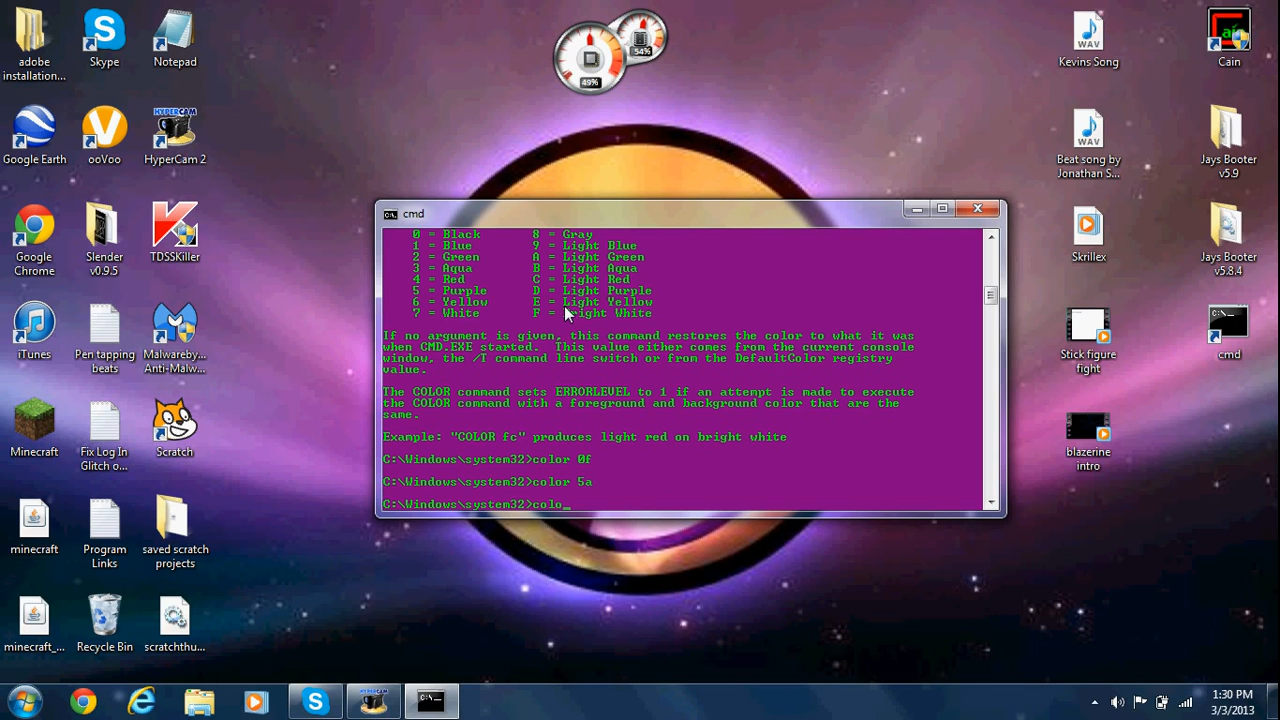 adobe
installation...
Skype
Notepad
Google Earth
ooVoo
HYPERCAM
HyperCam 2
Google
Chrome
Slender
v0.9.5
TDSSKiller
iTunes
Pen tapping
beats
Malwareby...
Anti-Malw...
Minecraft
Fix Log In
Glitch o...
Scratch
minecraft
Program
Links
saved scratch
projects
minecraft_...
Recycle Bin
scratchthu...
49%
54%
cmd
0 = Black 8 = Gray
1 = Blue 9 = Light Blue
2 = Green A = Light Green
3 = Aqua B = Light Aqua
4 = Red C = Light Red
5 = Purple D = Light Purple
6 = Yellow E = Light Yellow
7 = White F = Bright White
If no argument is given, this command restores the color to what it was
when CMD.EXE started.  This value either comes from the current console
window, the /T command line switch or from the DefaultColor registry
value.
The COLOR command sets ERRORLEVEL to 1 if an attempt is made to execute
the COLOR command with a foreground and background color that are the
same.
Example: "COLOR fc" produces light red on bright white
C:\Windows\system32>color 0f
C:\Windows\system32>color 5a
C:\Windows\system32>colo_
WAV
Kevins Song
Cain
WAV
Beat song by
Jonathan S...
Jays Booter
v5.9
Skrillex
Jays Booter
v5.8.4
Stick figure
fight
cmd
blazerine
intro
1:30 PM
3/3/2013